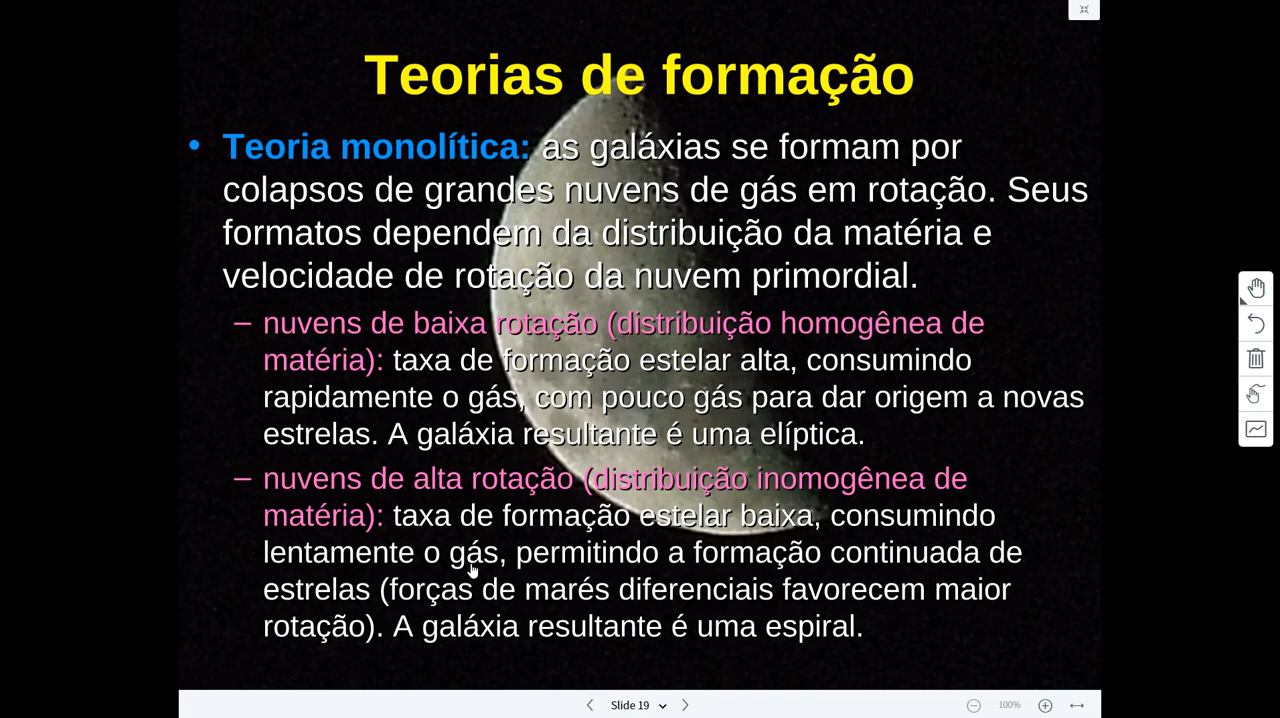 Teorias de formação
• Teoria monolítica: as galáxias se formam por
colapsos de grandes nuvens de gás em rotação. Seus
formatos dependem da distribuição da matéria e
velocidade de rotação da nuvem primordial.
– nuvens de baixa rotação (distribuição homogênea de
matéria): taxa de formação estelar alta, consumindo
rapidamente o gás, com pouco gás para dar origem a novas
estrelas. A galáxia resultante é uma elíptica.
– nuvens de alta rotação (distribuição inomogênea de
matéria): taxa de formação estelar baixa, consumindo
lentamente o gás, permitindo a formação continuada de
estrelas (forças de marés diferenciais favorecem maior
rotação). A galáxia resultante é uma espiral.
Slide 19
100%